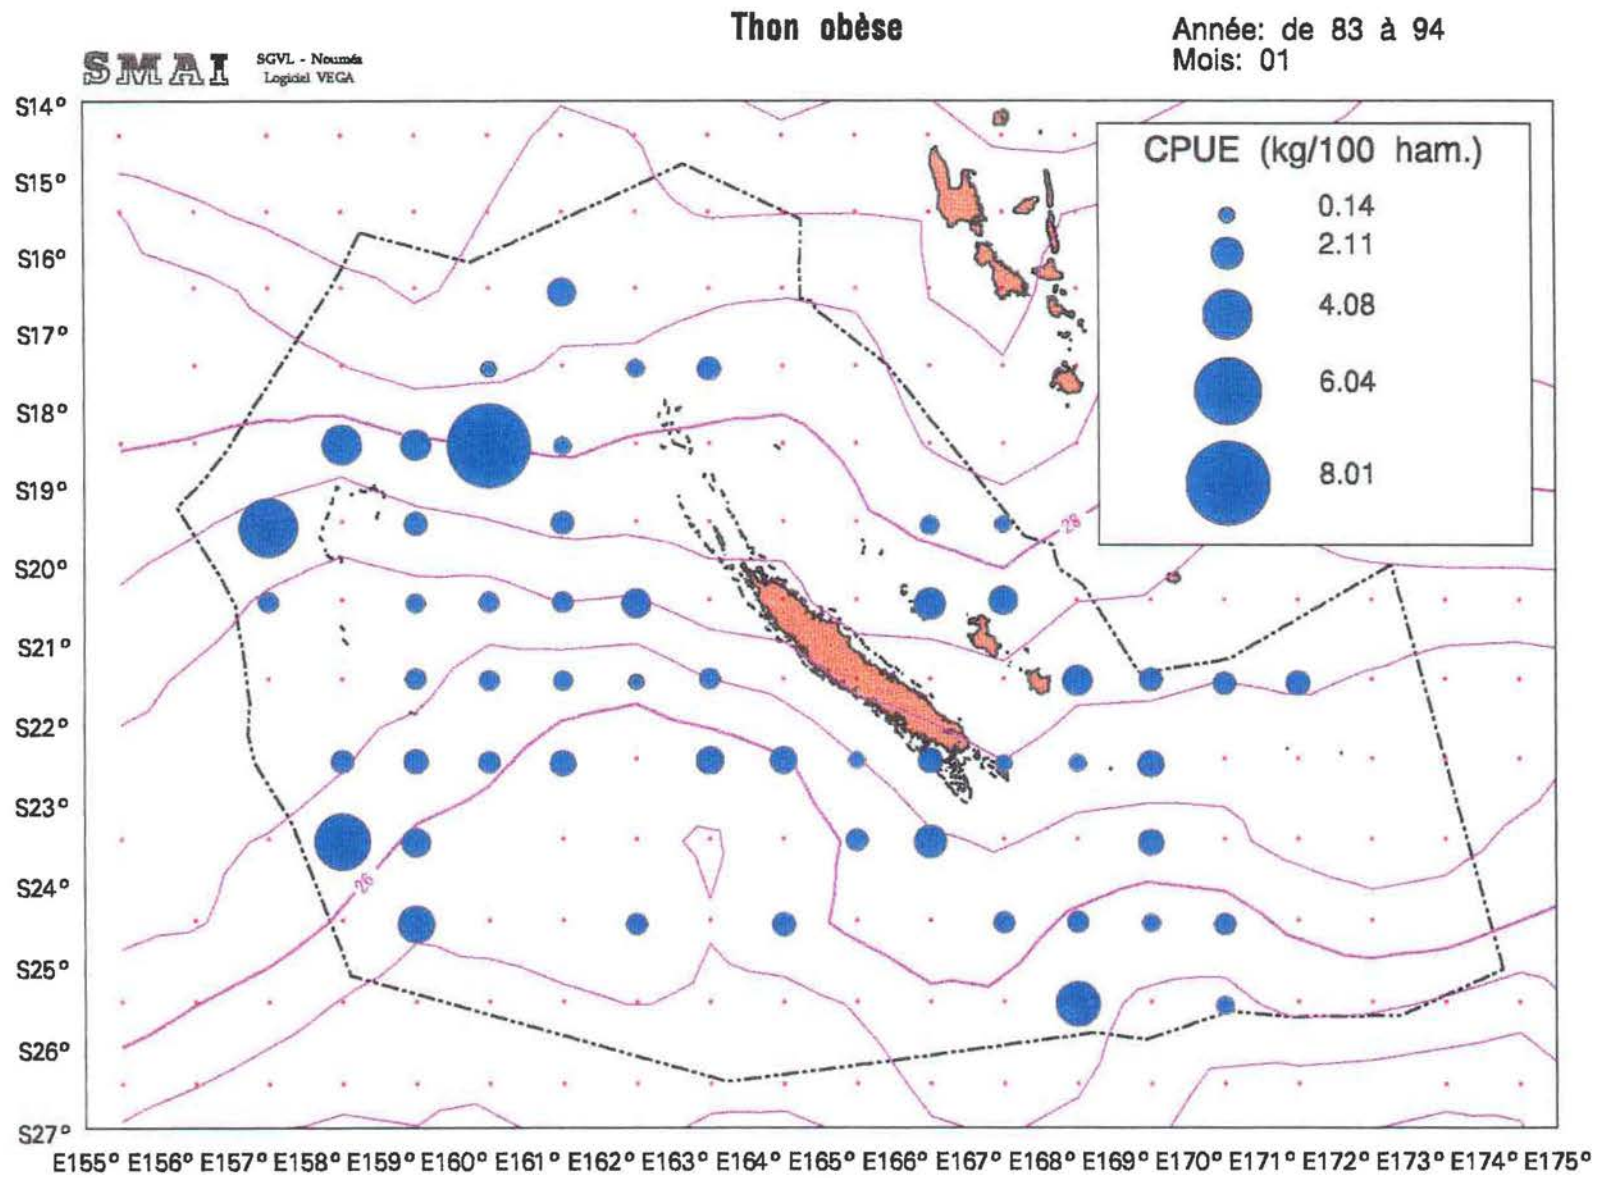 Thon obèse
Année: de 83 à 94
Mois: 01
SMAI
SGVL - Nouméa
Logiciel VEGA
CPUE (kg/100 ham.)
0.14
2.11
4.08
6.04
8.01
S14°
S15°
S16°
S17°
S18°
S19°
S20°
S21°
S22°
S23°
S24°
S25°
S26°
S27°
28
26
E155° E156° E157° E158° E159° E160° E161° E162° E163° E164° E165° E166° E167° E168° E169° E170° E171° E172° E173° E174° E175°